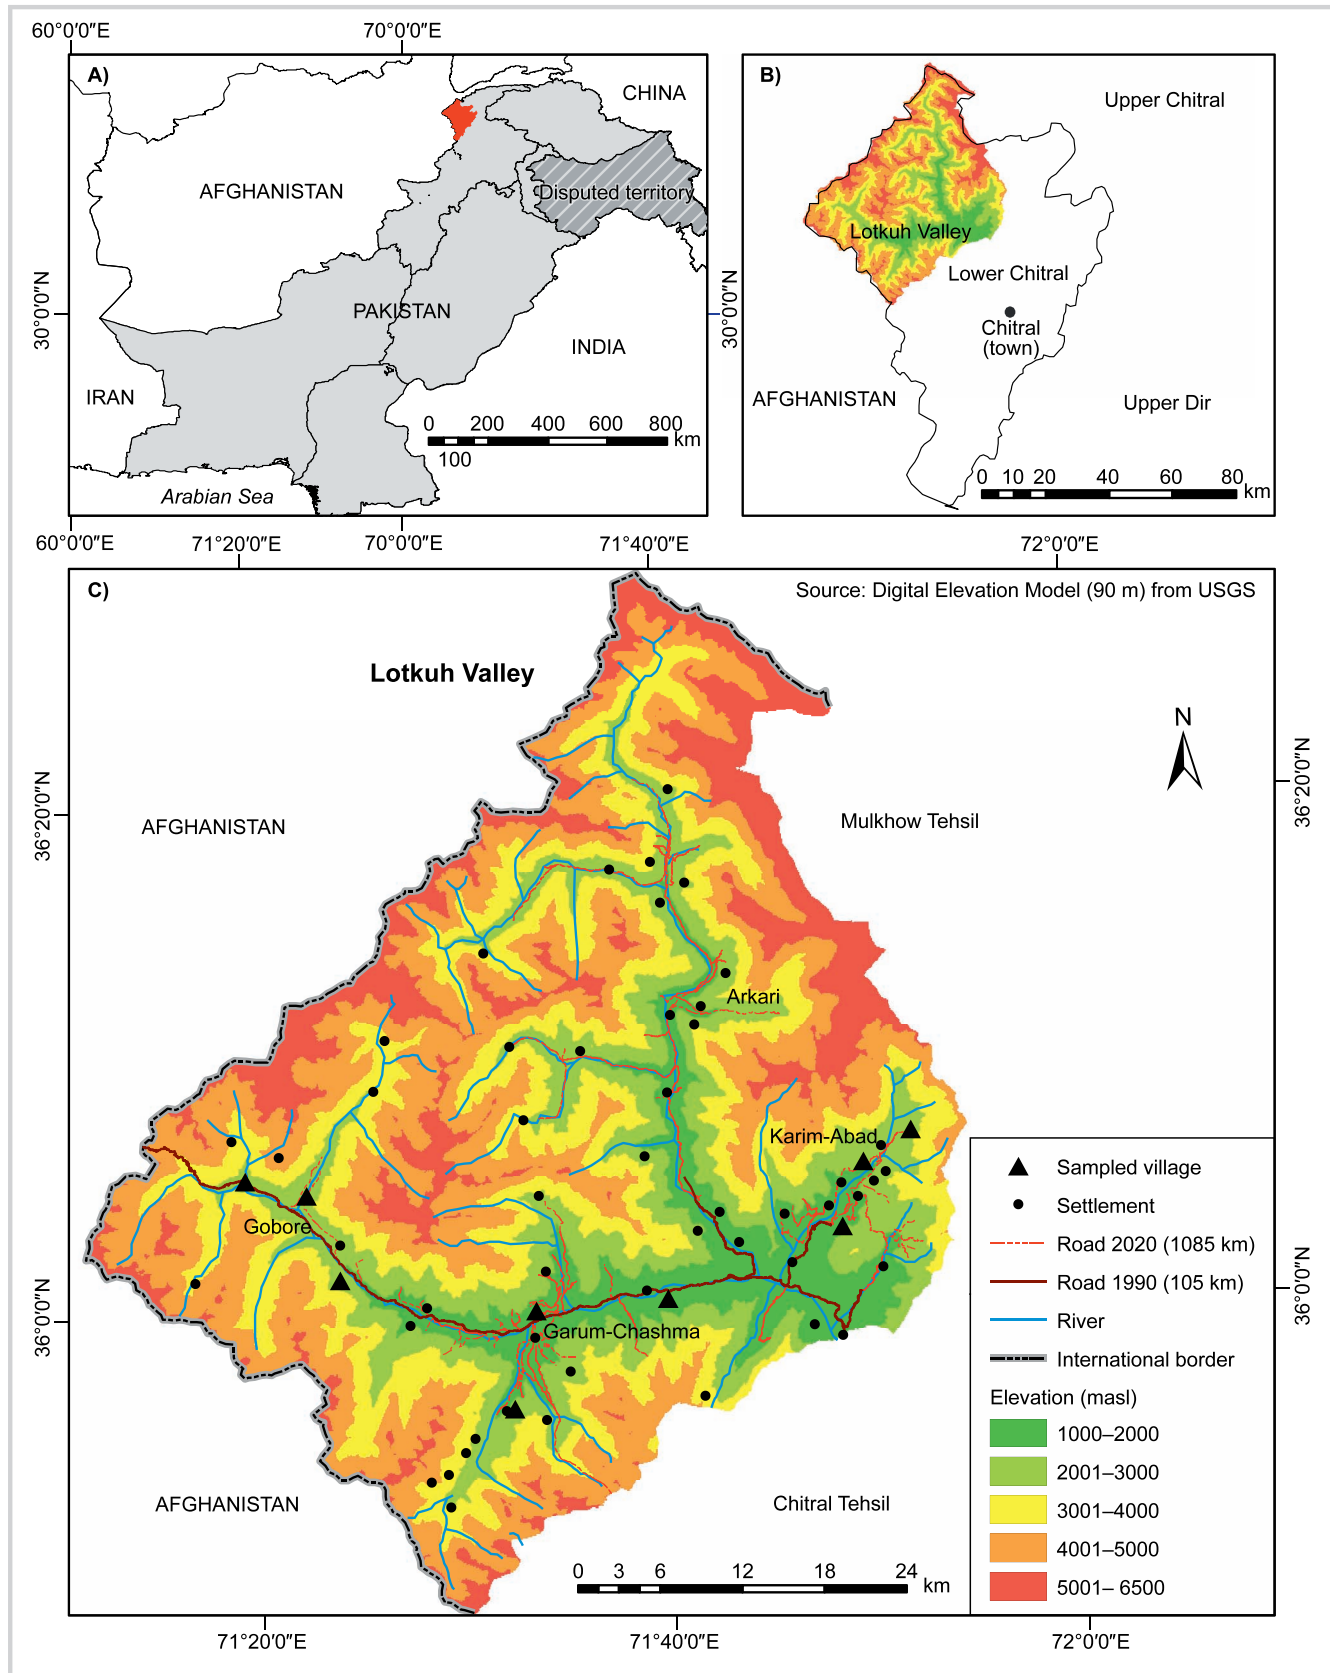 60°0′0″E
70°0′0″E
A)
CHINA
AFGHANISTAN
Disputed territory
30°0′0″N
PAKISTAN
INDIA
IRAN
0 200 400 600 800 km
100
Arabian Sea
30°0′0″N
B)
Upper Chitral
Lotkuh Valley
Lower Chitral
Chitral
(town)
AFGHANISTAN
Upper Dir
0 10 20 40 60 80 km
60°0′0″E
71°20′0″E
70°0′0″E
71°40′0″E
72°0′0″E
C)
Source: Digital Elevation Model (90 m) from USGS
Lotkuh Valley
N
36°20′0″N
36°20′0″N
AFGHANISTAN
Mulkhow Tehsil
Arkari
Karim-Abad
Gobore
Garum-Chashma
36°0′0″N
36°0′0″N
AFGHANISTAN
Chitral Tehsil
0 3 6 12 18 24 km
Sampled village
Settlement
Road 2020 (1085 km)
Road 1990 (105 km)
River
International border
Elevation (masl)
1000–2000
2001–3000
3001–4000
4001–5000
5001– 6500
71°20′0″E
71°40′0″E
72°0′0″E